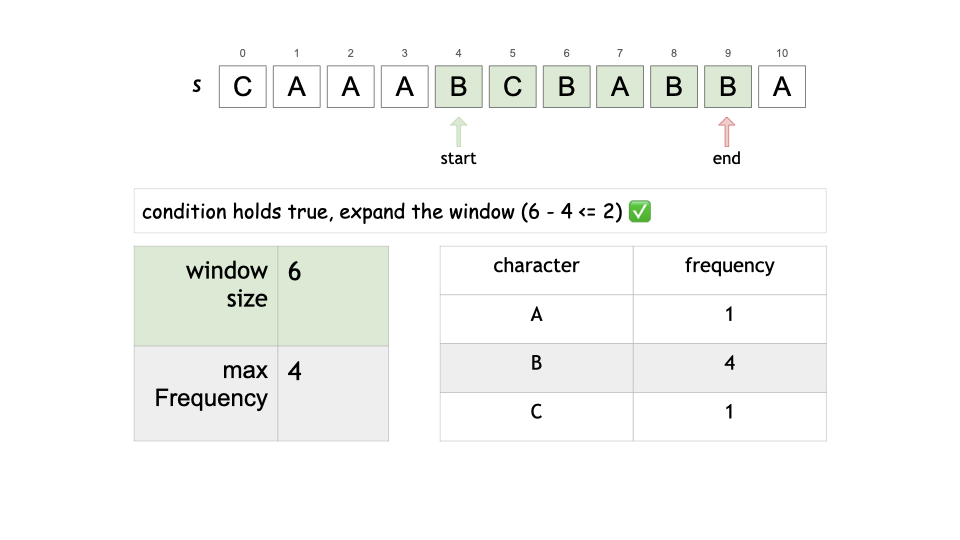 0 1 2 3 4 5 6 7 8 9 10
s C A A A B C B A B B A
start end
condition holds true, expand the window (6 - 4 <= 2) ✅
window size 6
max Frequency 4
character frequency
A 1
B 4
C 1